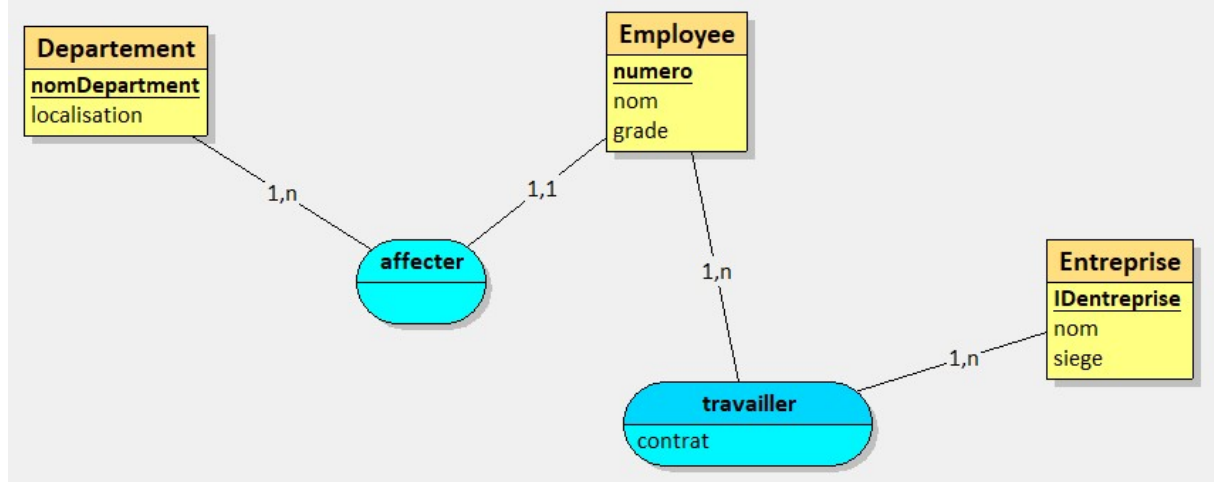 Departement
nomDepartment
localisation
Employee
numero
nom
grade
1,n
1,1
affecter
1,n
Entreprise
IDentreprise
nom
siege
1,n
travailler
contrat